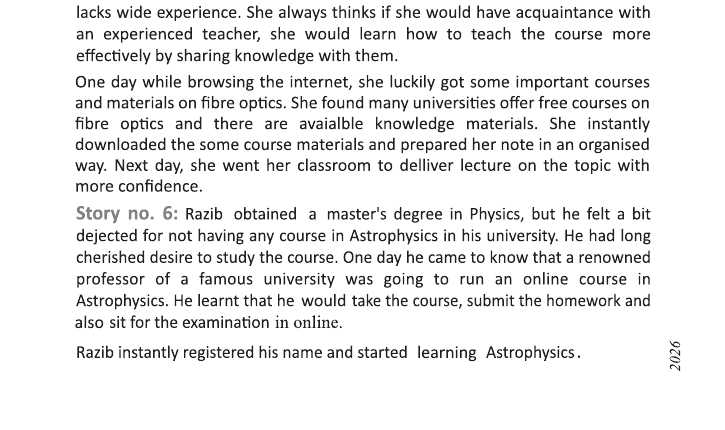 lacks wide experience. She always thinks if she would have acquaintance with
an experienced teacher, she would learn how to teach the course more
effectively by sharing knowledge with them.
One day while browsing the internet, she luckily got some important courses
and materials on fibre optics. She found many universities offer free courses on
fibre optics and there are avaialble knowledge materials. She instantly
downloaded the some course materials and prepared her note in an organised
way. Next day, she went her classroom to delliver lecture on the topic with
more confidence.
Story no. 6: Razib obtained a master's degree in Physics, but he felt a bit
dejected for not having any course in Astrophysics in his university. He had long
cherished desire to study the course. One day he came to know that a renowned
professor of a famous university was going to run an online course in
Astrophysics. He learnt that he would take the course, submit the homework and
also sit for the examination in online.
Razib instantly registered his name and started learning Astrophysics.
2026